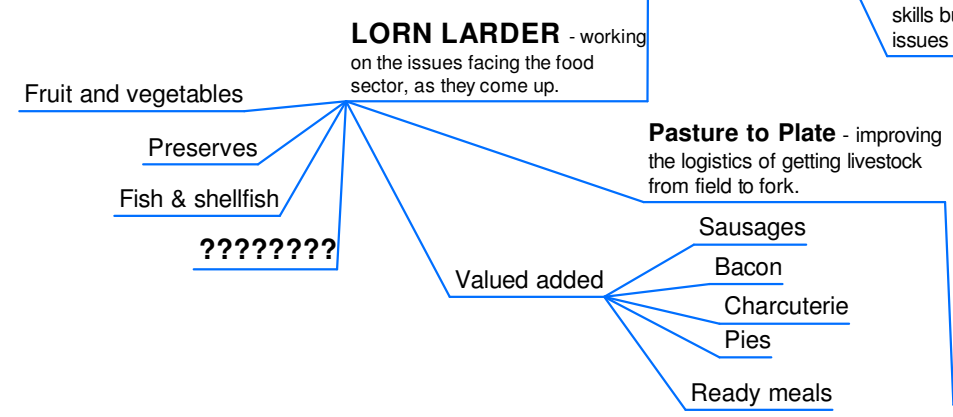 skills bu
issues
LORN LARDER - working
on the issues facing the food
sector, as they come up.
Fruit and vegetables
Preserves
Fish & shellfish
????????
Pasture to Plate - improving
the logistics of getting livestock
from field to fork.
Valued added
Sausages
Bacon
Charcuterie
Pies
Ready meals